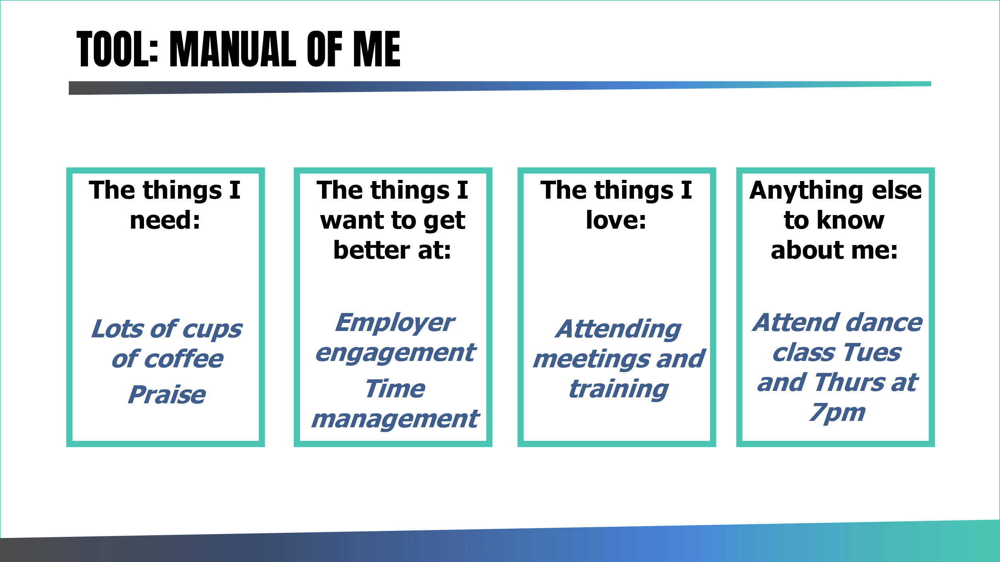 TOOL: MANUAL OF ME
The things I
need:
Lots of cups
of coffee
Praise
The things I
want to get
better at:
Employer
engagement
Time
management
The things I
love:
Attending
meetings and
training
Anything else
to know
about me:
Attend dance
class Tues
and Thurs at
7pm